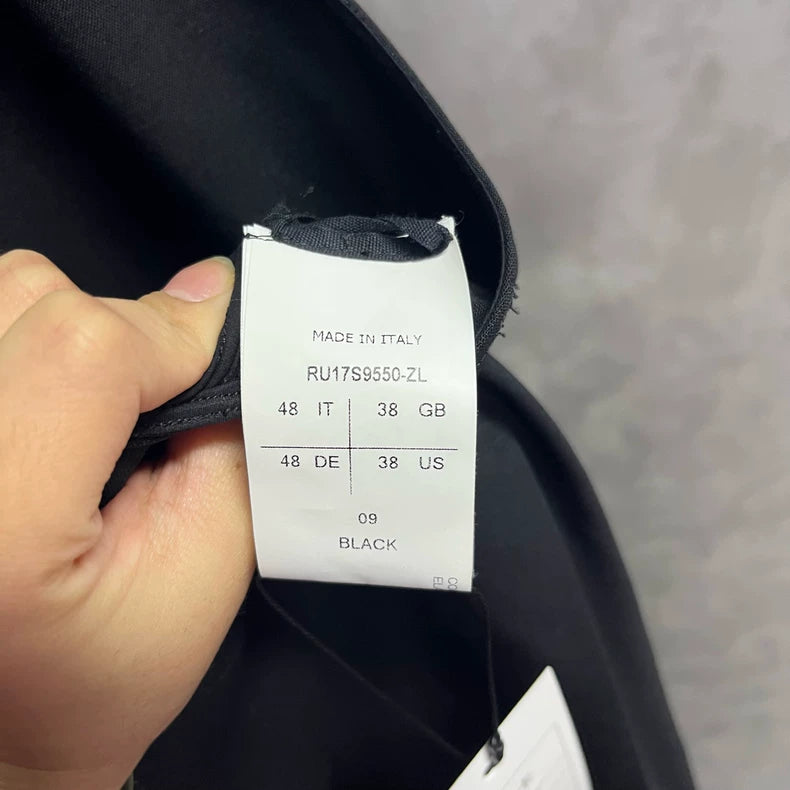 MADE IN ITALY
RU17S9550-ZL
48 IT 38 GB
48 DE 38 US
09
BLACK